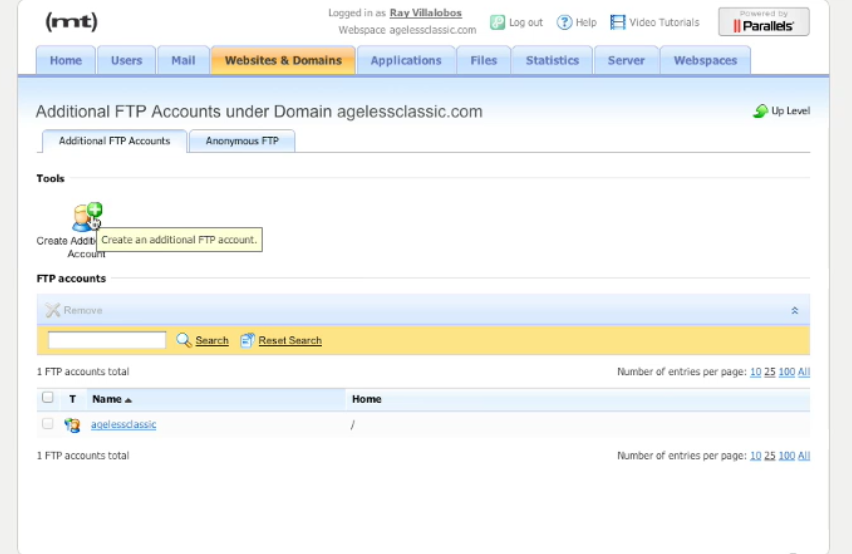 (mt)
Logged in as Ray Villalobos
Webspace agelessclassic.com
Log out
Help
Video Tutorials
Powered by
Parallels
Home Users Mail Websites & Domains Applications Files Statistics Server Webspaces
Additional FTP Accounts under Domain agelessclassic.com
Up Level
Additional FTP Accounts Anonymous FTP
Tools
Create Additi
Create an additional FTP account.
Account
FTP accounts
Remove
Search Reset Search
1 FTP accounts total Number of entries per page: 10 25 100 All
T Name Home
agelessclassic /
1 FTP accounts total Number of entries per page: 10 25 100 All